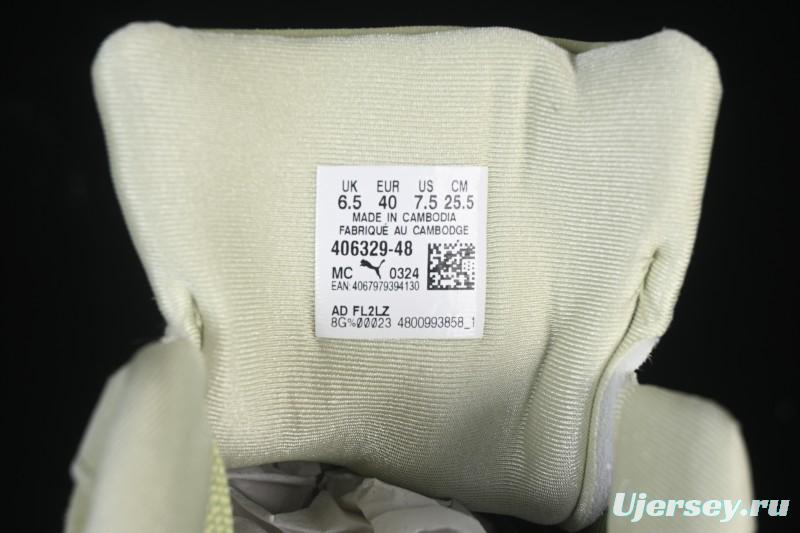 UK EUR US CM
6.5 40 7.5 25.5
MADE IN CAMBODIA
FABRIQUÉ AU CAMBODGE
406329-48
MC 0324
EAN: 4067979394130
AD FL2LZ
8G%00023 4800993858_1
Ujersey.ru